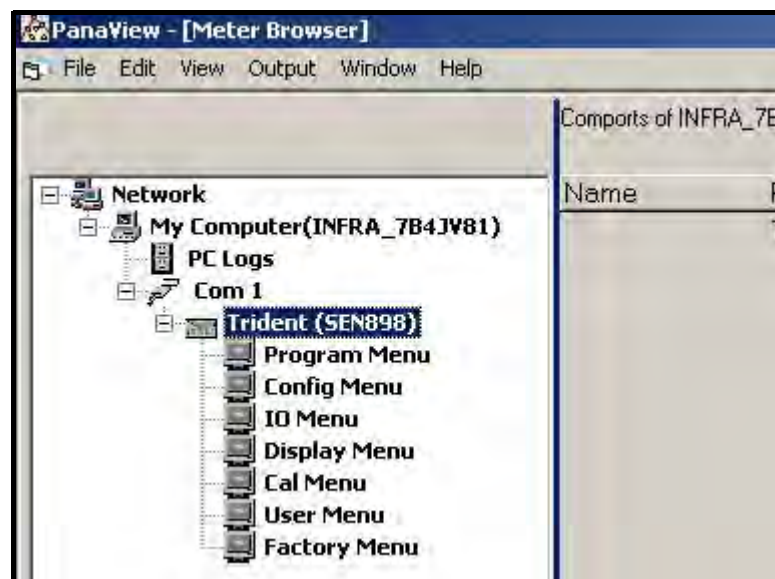 PanaView - [Meter Browser]
File Edit View Output Window Help
Comports of INFRA_7B
Name
Network
My Computer(INFRA_7B4JV81)
PC Logs
Com 1
Trident (SEN898)
Program Menu
Config Menu
IO Menu
Display Menu
Cal Menu
User Menu
Factory Menu